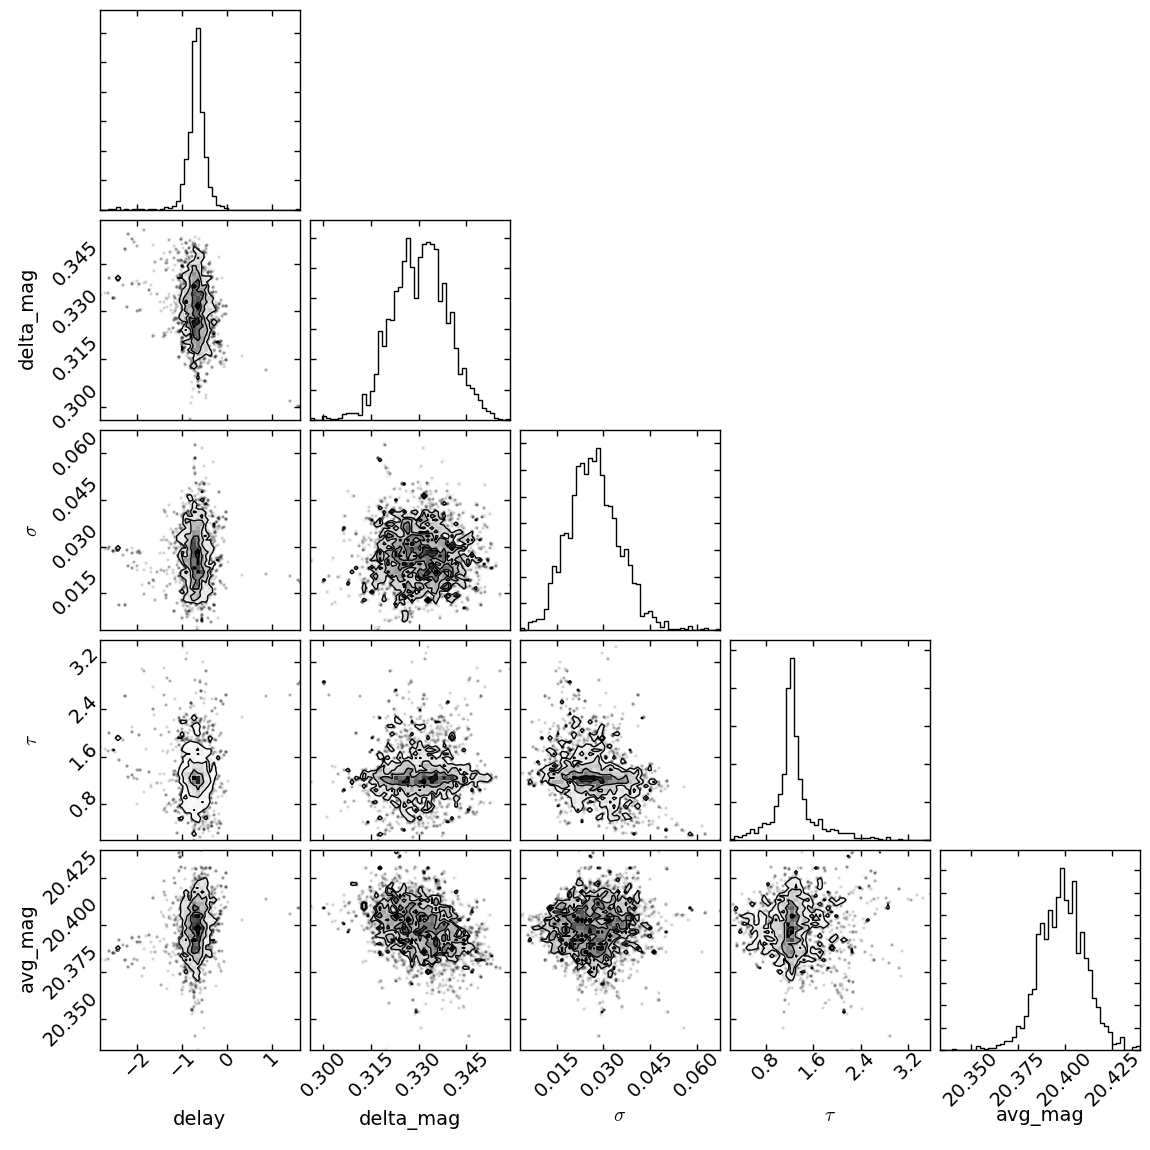 0.345
0.330
0.315
0.300
delta_mag
0.060
0.045
0.030
0.015
σ
3.2
2.4
1.6
0.8
τ
20.425
20.400
20.375
20.350
avg_mag
−2 −1 0 1
0.300 0.315 0.330 0.345
0.015 0.030 0.045 0.060
0.8 1.6 2.4 3.2
20.350 20.375 20.400 20.425
delay delta_mag σ τ avg_mag